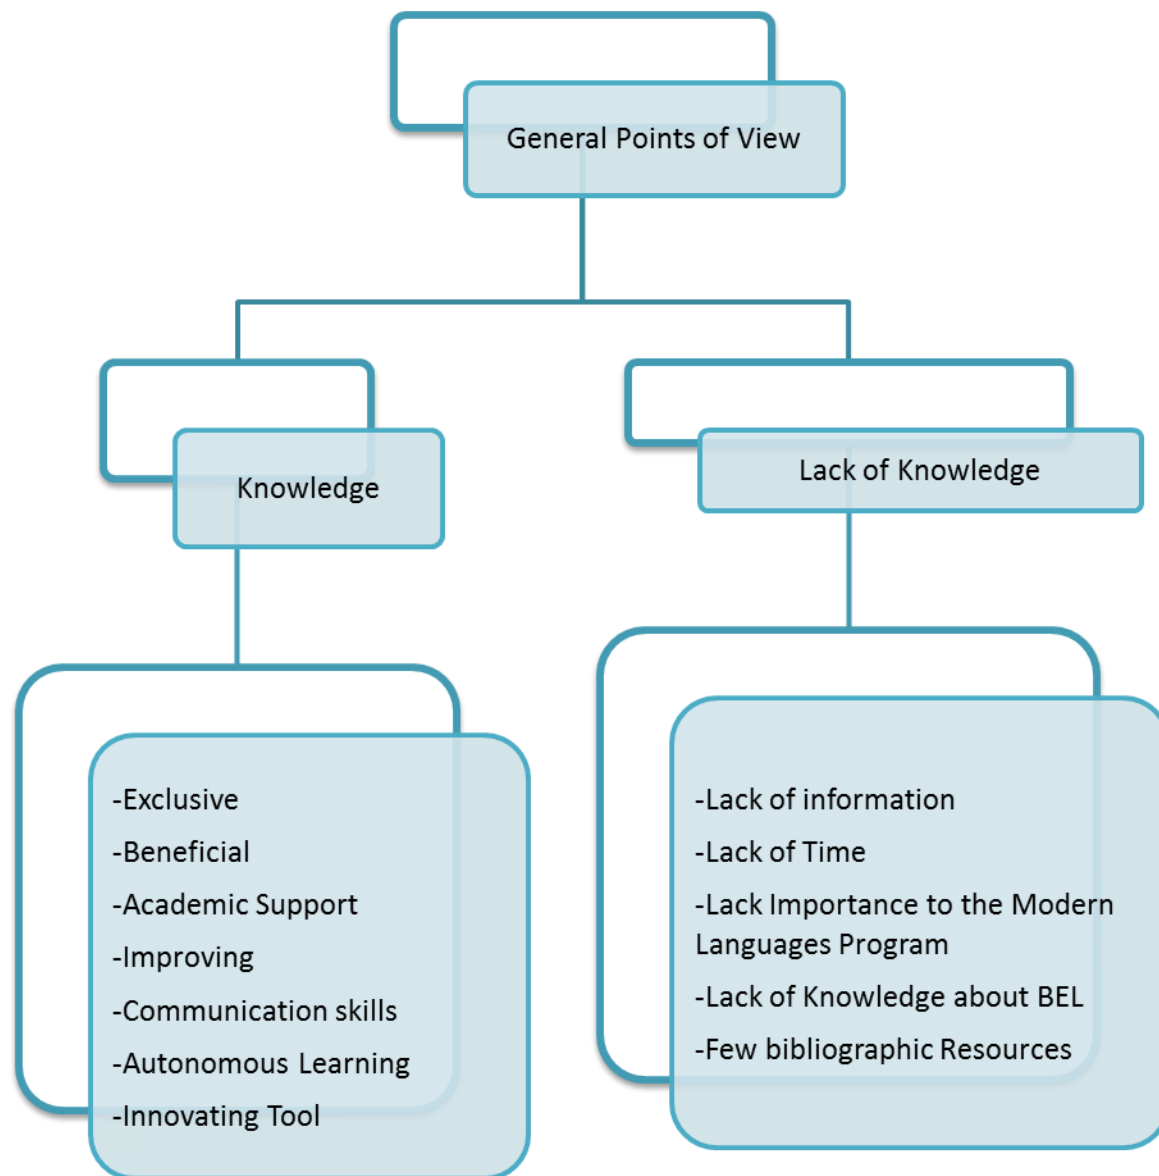 General Points of View
Knowledge
Lack of Knowledge
-Exclusive
-Beneficial
-Academic Support
-Improving
-Communication skills
-Autonomous Learning
-Innovating Tool
-Lack of information
-Lack of Time
-Lack Importance to the Modern
Languages Program
-Lack of Knowledge about BEL
-Few bibliographic Resources